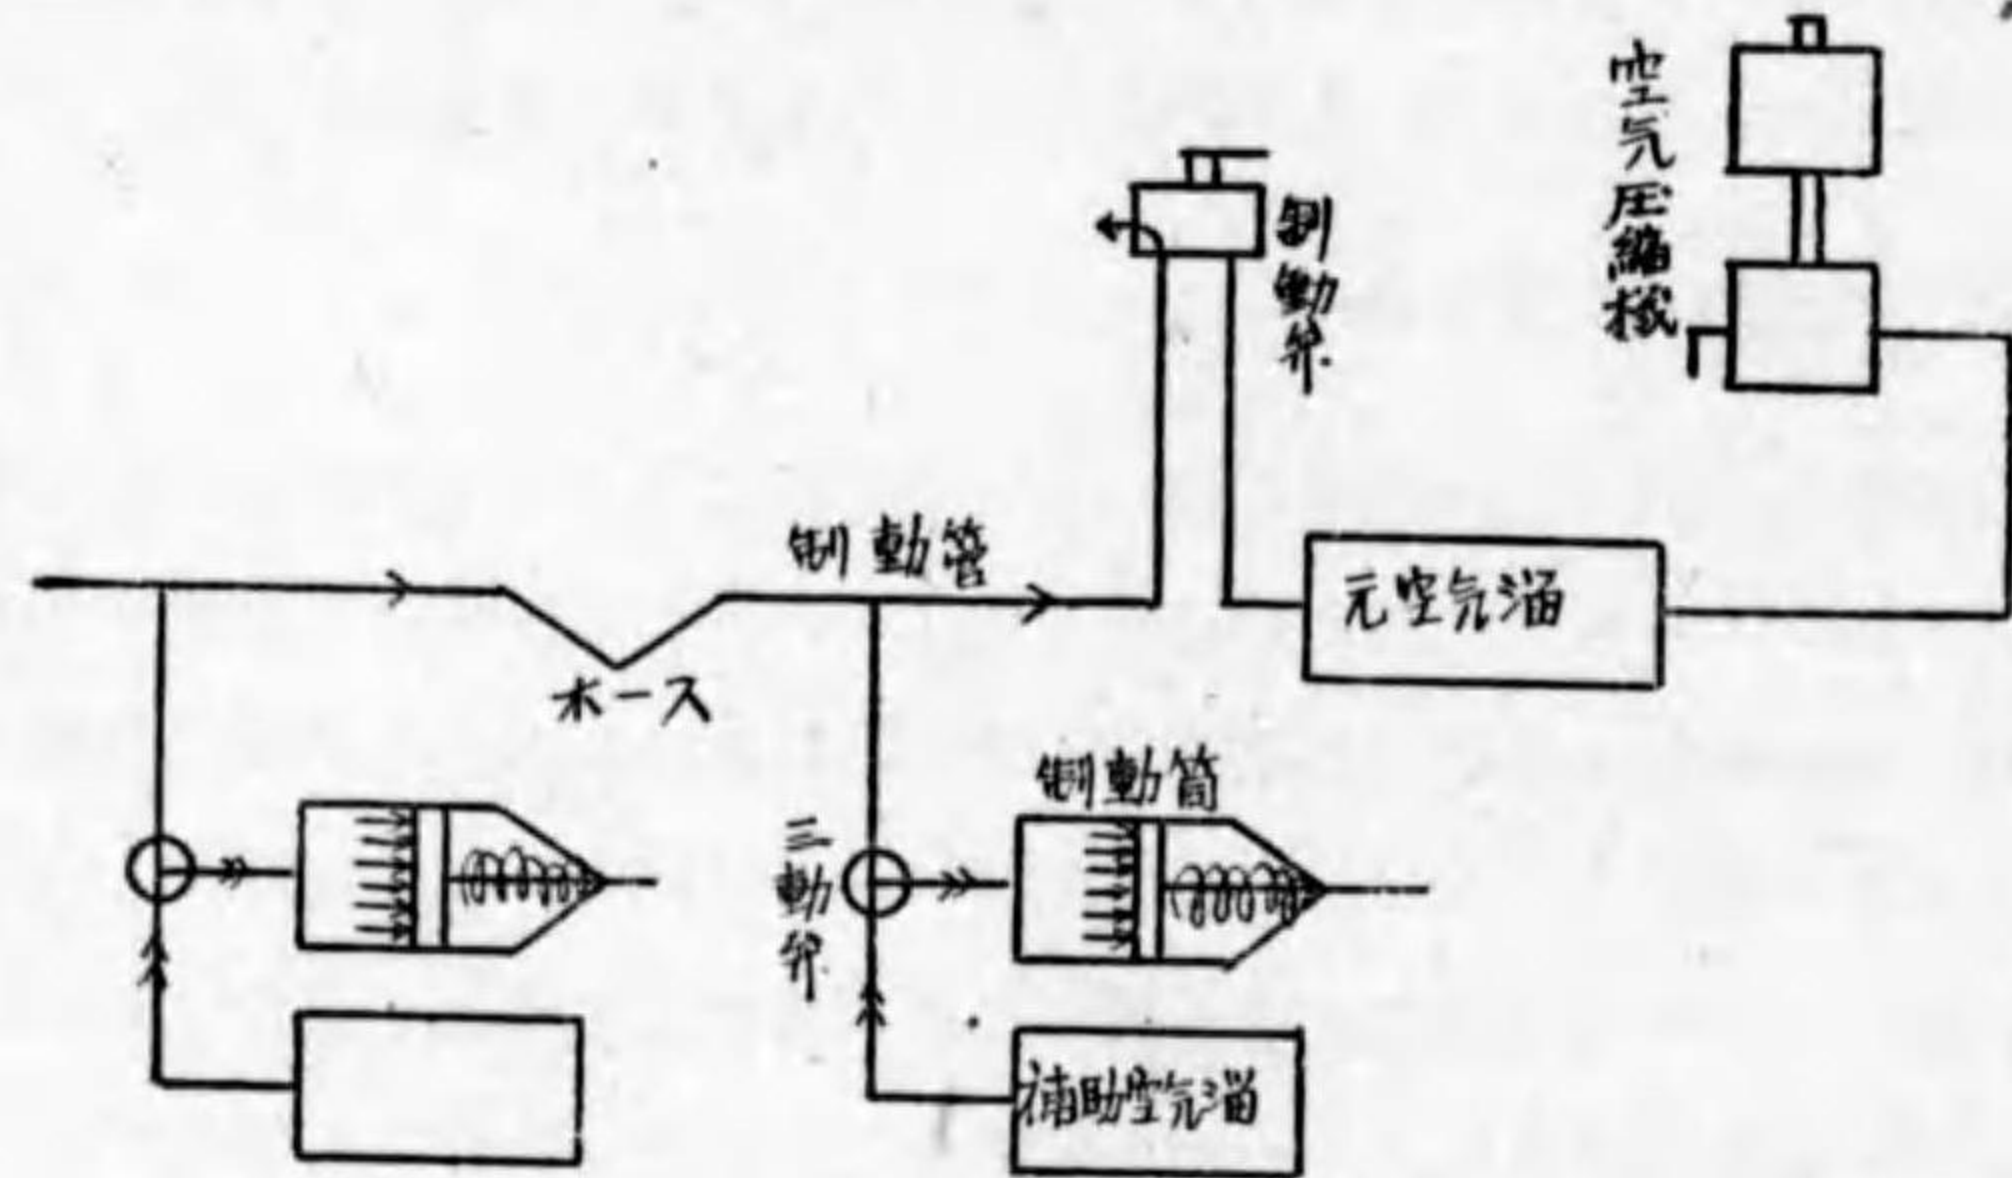 空気圧縮機
制動弁
制動管
元空気溜
ホース
制動筒
三動弁
補助空気溜